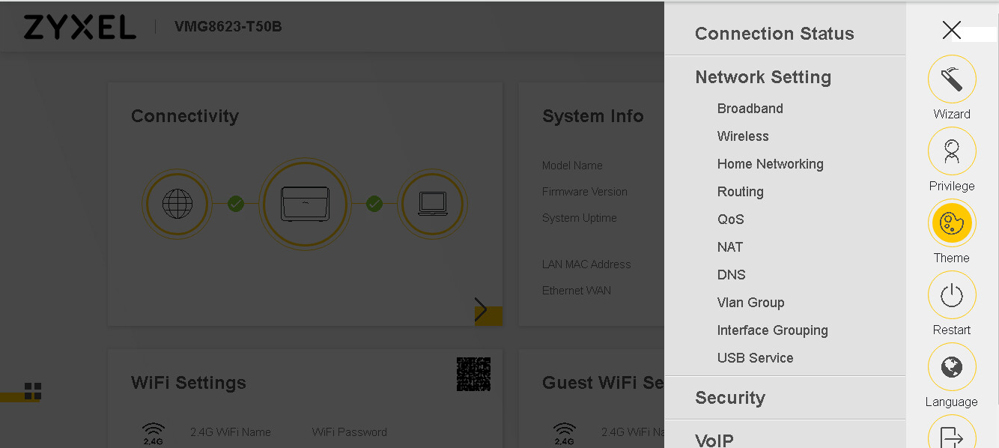 ZYXEL
VMG8623-T50B
Connectivity
System Info
Model Name
Firmware Version
System Uptime
LAN MAC Address
Ethernet WAN
WiFi Settings
2.4G
2.4G WiFi Name
WiFi Password
Guest WiFi Se
2.4G
2.4G WiFi Na
Connection Status
Network Setting
Broadband
Wireless
Home Networking
Routing
QoS
NAT
DNS
Vlan Group
Interface Grouping
USB Service
Security
VoIP
Wizard
Privilege
Theme
Restart
Language